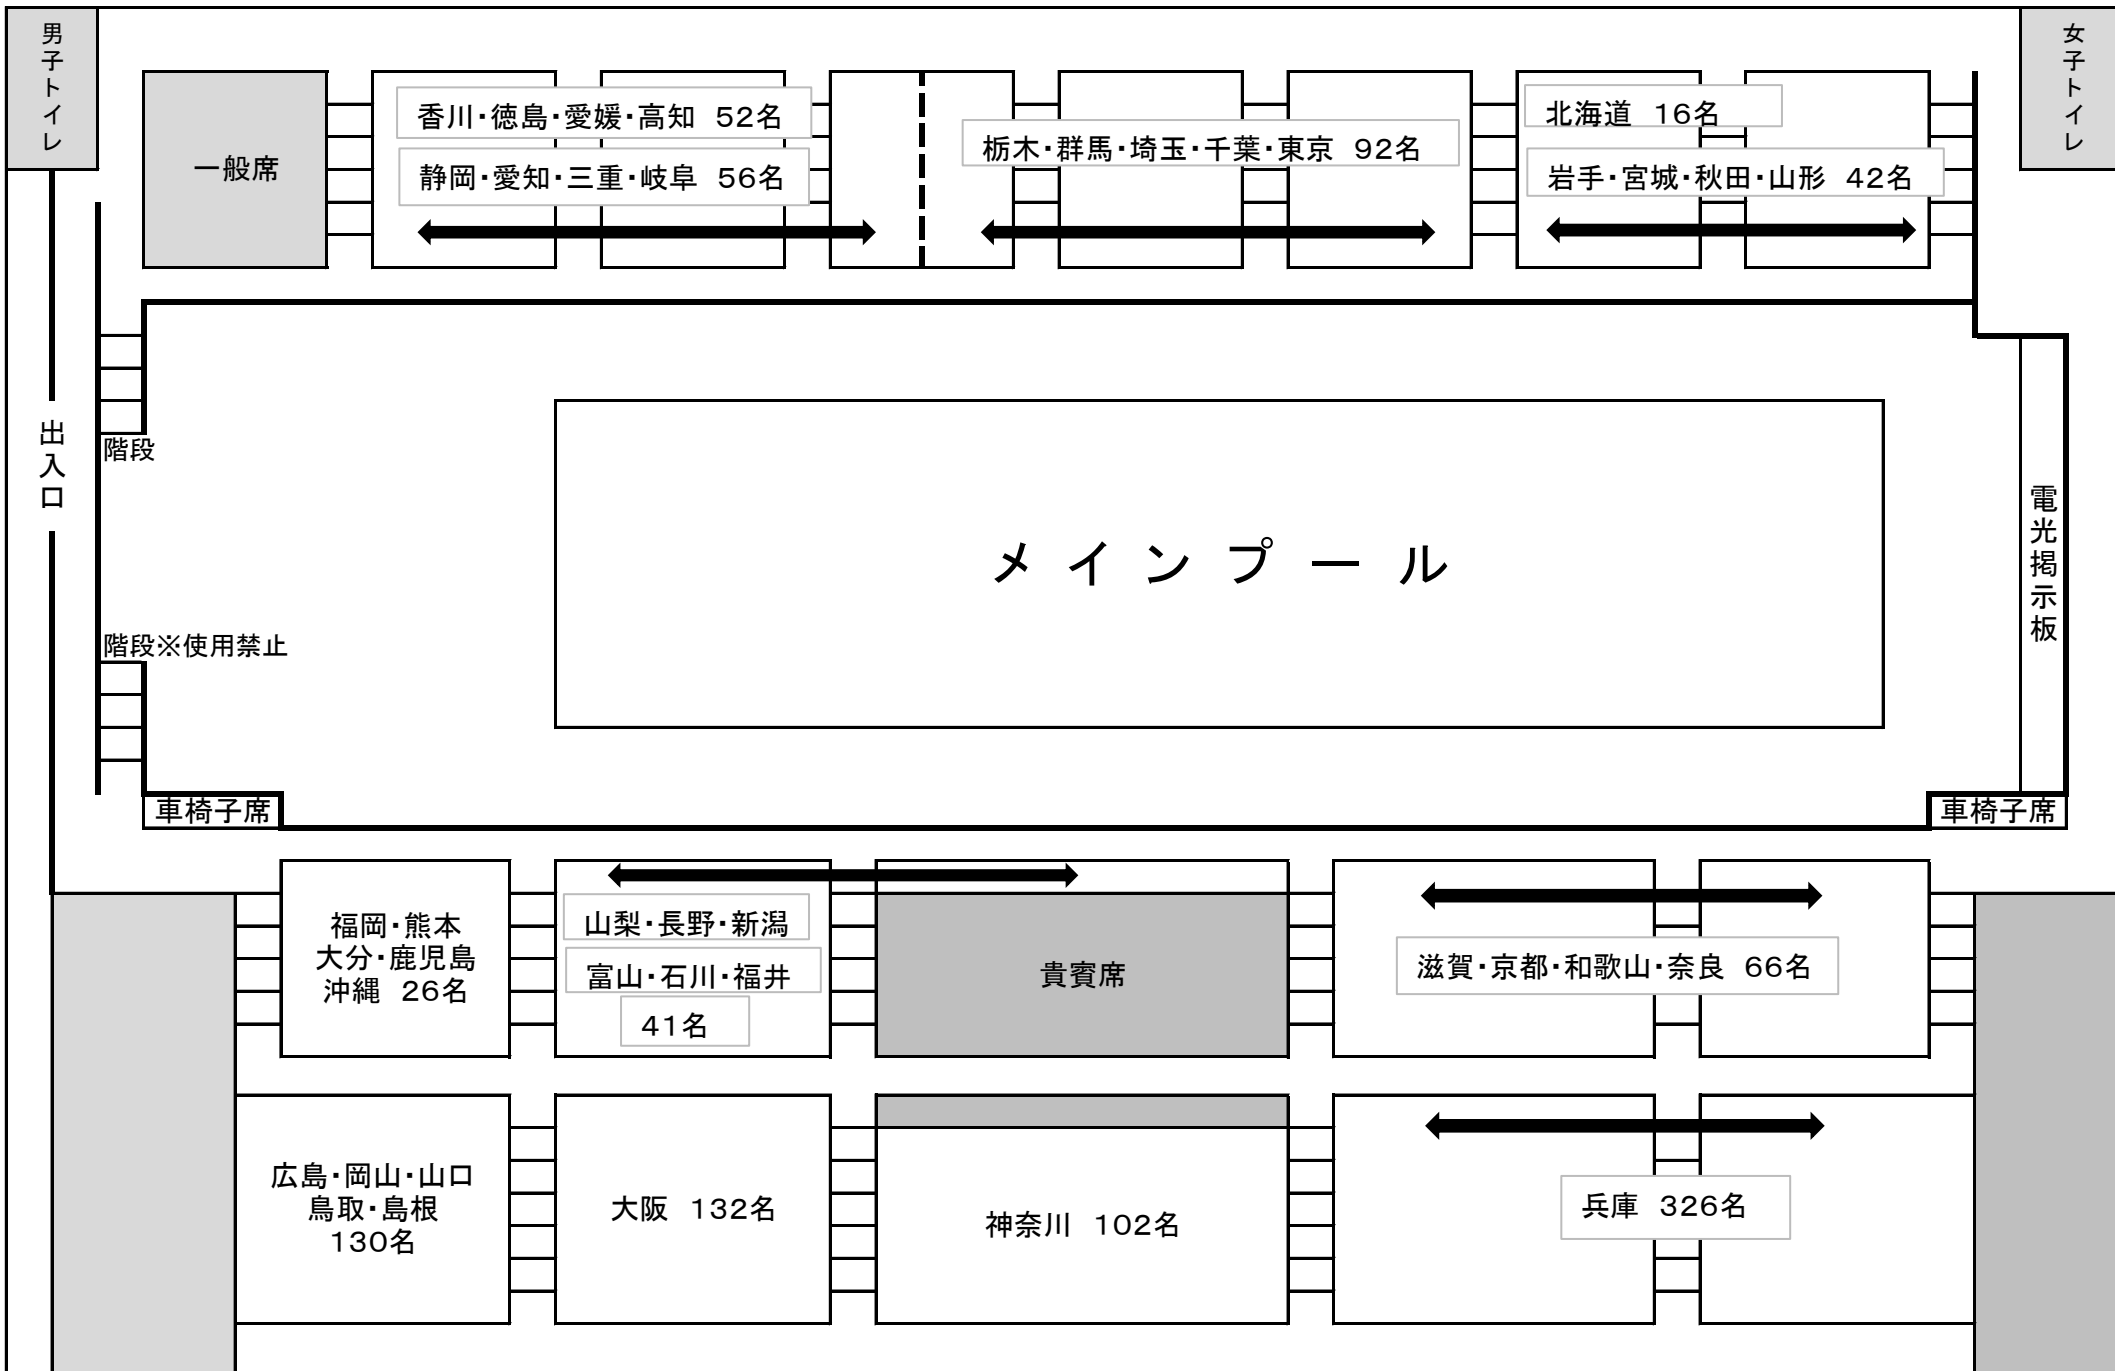 男子トイレ
女子トイレ
一般席
香川・徳島・愛媛・高知 52名
静岡・愛知・三重・岐阜 56名
栃木・群馬・埼玉・千葉・東京 92名
北海道 16名
岩手・宮城・秋田・山形 42名
出入口
階段
メインプール
電光掲示板
階段※使用禁止
車椅子席
車椅子席
福岡・熊本
大分・鹿児島
沖縄 26名
山梨・長野・新潟
富山・石川・福井
41名
貴賓席
滋賀・京都・和歌山・奈良 66名
広島・岡山・山口
鳥取・島根
130名
大阪 132名
神奈川 102名
兵庫 326名